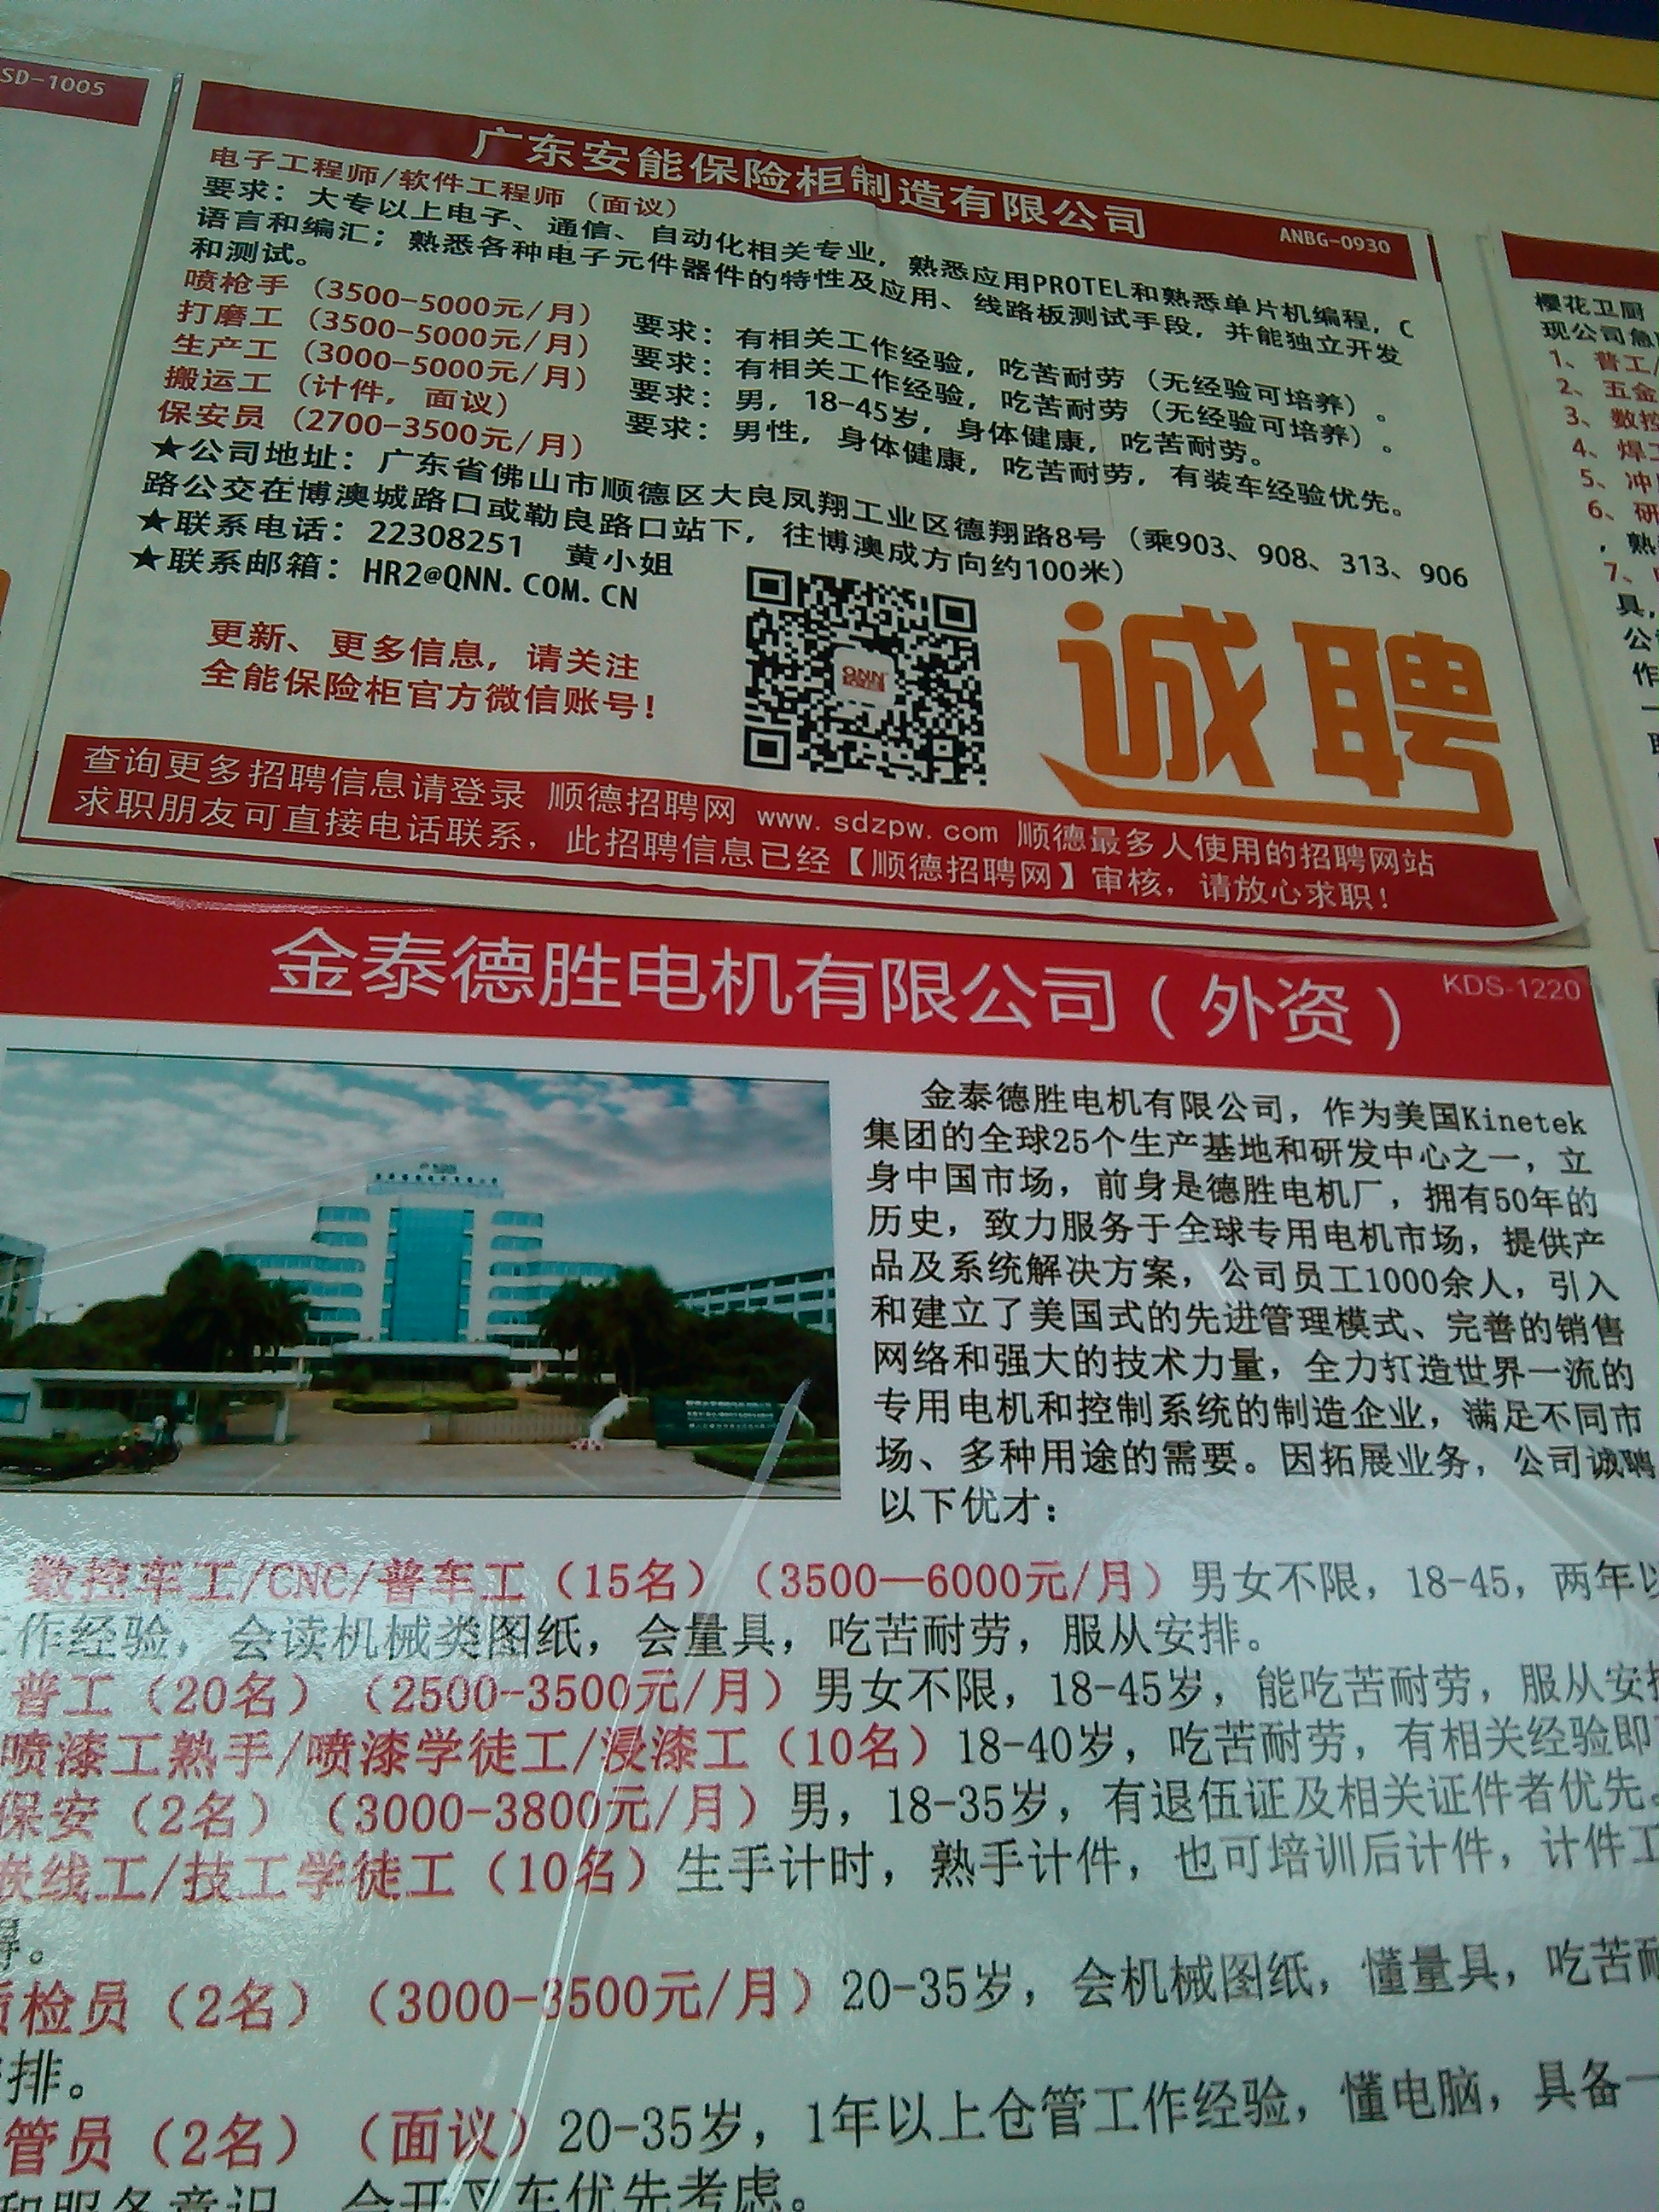 SD-1005
广东安能保险柜制造有限公司
ANBG-0930
电子工程师/软件工程师（面议）
要求：大专以上电子、通信、自动化相关专业，熟悉应用PROTEL和熟悉单片机编程，C
语言和编汇；熟悉各种电子元件器件的特性及应用、线路板测试手段，并能独立开发
和测试。
喷枪手（3500-5000元/月） 要求：有相关工作经验，吃苦耐劳（无经验可培养）。
打磨工（3500-5000元/月） 要求：有相关工作经验，吃苦耐劳（无经验可培养）。
生产工（3000-5000元/月） 要求：男，18-45岁，身体健康，吃苦耐劳。
搬运工（计件，面议） 要求：男性，身体健康，吃苦耐劳，有装车经验优先。
保安员（2700-3500元/月）
★公司地址：广东省佛山市顺德区大良凤翔工业区德翔路8号（乘903、908、313、906
路公交在博澳城路口或勒良路口站下，往博澳成方向约100米）
★联系电话：22308251 黄小姐
★联系邮箱：HR2@QNN.COM.CN
更新、更多信息，请关注
全能保险柜官方微信账号！
QNN
诚聘
查询更多招聘信息请登录 顺德招聘网 www.sdzpw.com 顺德最多人使用的招聘网站
求职朋友可直接电话联系，此招聘信息已经【顺德招聘网】审核，请放心求职！
樱花卫厨
现公司急
1、普工/
2、五金
3、数控
4、焊工
5、冲
6、研
，熟
7、
具，
公
作
金泰德胜电机有限公司（外资）
KDS-1220
金泰德胜电机有限公司，作为美国Kinetek
集团的全球25个生产基地和研发中心之一，立
身中国市场，前身是德胜电机厂，拥有50年的
历史，致力服务于全球专用电机市场，提供产
品及系统解决方案，公司员工1000余人，引入
和建立了美国式的先进管理模式、完善的销售
网络和强大的技术力量，全力打造世界一流的
专用电机和控制系统的制造企业，满足不同市
场、多种用途的需要。因拓展业务，公司诚聘
以下优才：
数控车工/CNC/普车工（15名）（3500—6000元/月）男女不限，18-45，两年以
作经验，会读机械类图纸，会量具，吃苦耐劳，服从安排。
普工（20名）（2500-3500元/月）男女不限，18-45岁，能吃苦耐劳，服从安排
喷漆工熟手/喷漆学徒工/浸漆工（10名）18-40岁，吃苦耐劳，有相关经验即
保安（2名）（3000-3800元/月）男，18-35岁，有退伍证及相关证件者优先。
嵌线工/技工学徒工（10名）生手计时，熟手计件，也可培训后计件，计件工
得。
质检员（2名）（3000-3500元/月）20-35岁，会机械图纸，懂量具，吃苦耐
排。
管员（2名）（面议）20-35岁，1年以上仓管工作经验，懂电脑，具备一
和服务意识，会开叉车优先考虑。